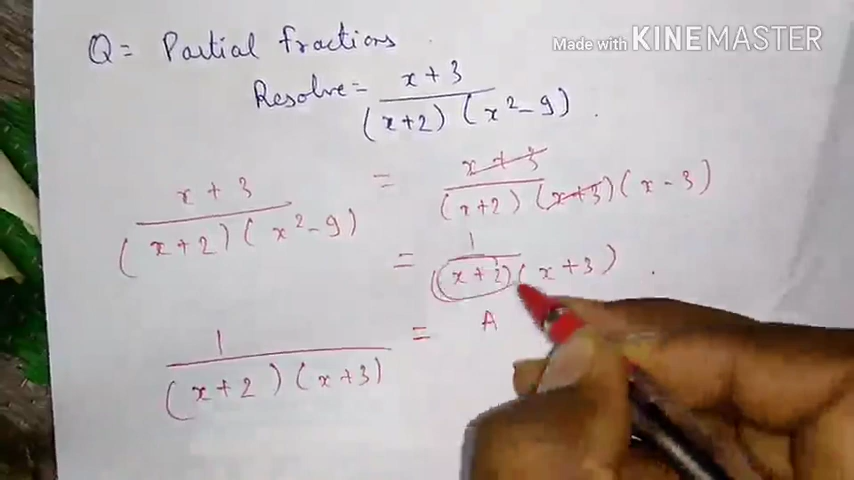 Made with KINEMASTER
Q = Partial fractions
Resolve = x + 3 / (x+2) (x² - 9) .
x + 3 / (x+2) (x² - 9) = x + 3 / (x+2) (x+3) (x - 3)
= 1 / (x+2) (x+3) .
1 / (x+2) (x+3) = A